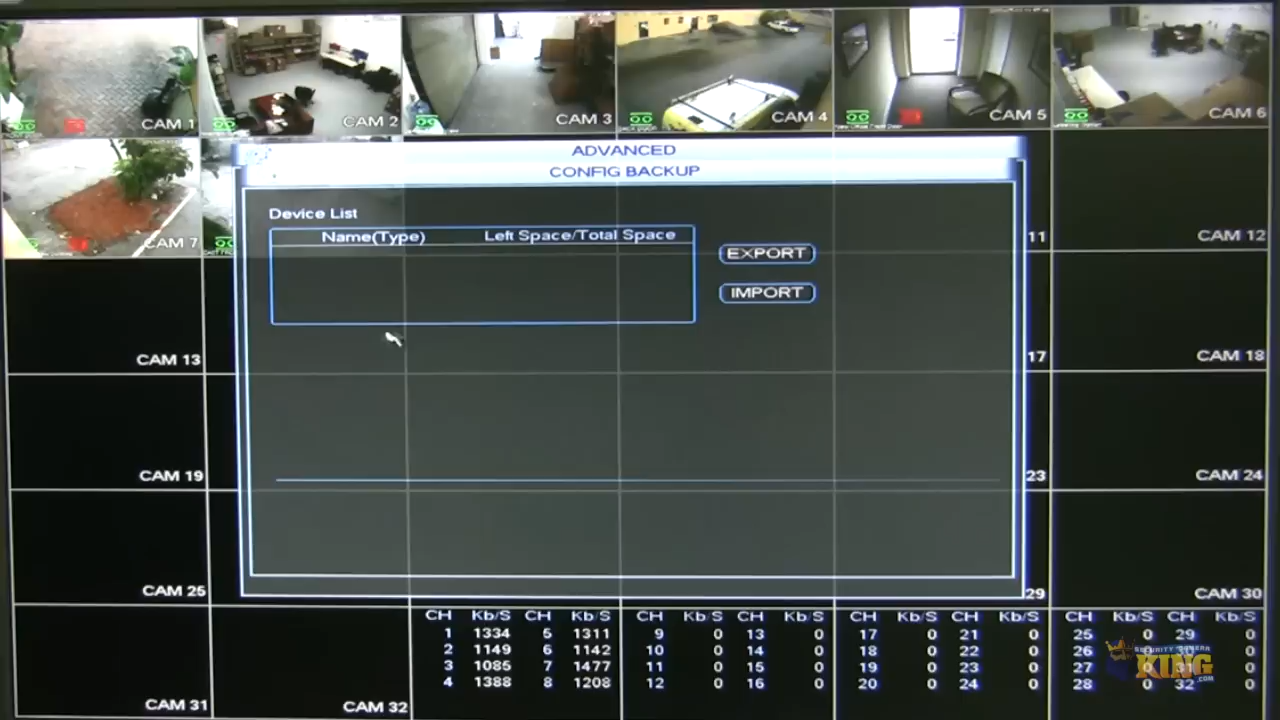 CAM 1
CAM 2
CAM 3
CAM 4
CAM 5
CAM 6
ADVANCED
CONFIG BACKUP
CAM 7
Device List
Name(Type) Left Space/Total Space
EXPORT
IMPORT
11
CAM 12
CAM 13
17
CAM 18
CAM 19
23
CAM 24
CAM 25
29
CAM 30
CH Kb/S CH Kb/S CH Kb/S CH Kb/S CH Kb/S CH Kb/S CH Kb/S CH Kb/S
1 1334 5 1311 9 0 13 0 17 0 21 0 25 0 29 0
2 1149 6 1142 10 0 14 0 18 0 22 0 26 0 0
3 1085 7 1477 11 0 15 0 19 0 23 0 27 0 31 0
4 1388 8 1208 12 0 16 0 20 0 24 0 28 0 32 0
SECURITY CAMERA
KING
.COM
CAM 31
CAM 32